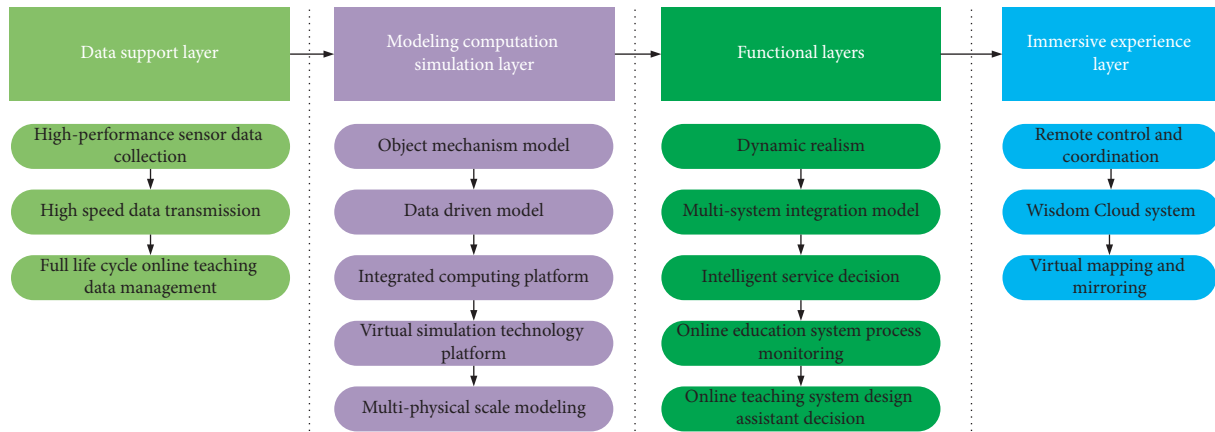 Data support layer
Modeling computation
simulation layer
Functional layers
Immersive experience
layer
High-performance sensor data
collection
High speed data transmission
Full life cycle online teaching
data management
Object mechanism model
Data driven model
Integrated computing platform
Virtual simulation technology
platform
Multi-physical scale modeling
Dynamic realism
Multi-system integration model
Intelligent service decision
Online education system process
monitoring
Online teaching system design
assistant decision
Remote control and
coordination
Wisdom Cloud system
Virtual mapping and
mirroring